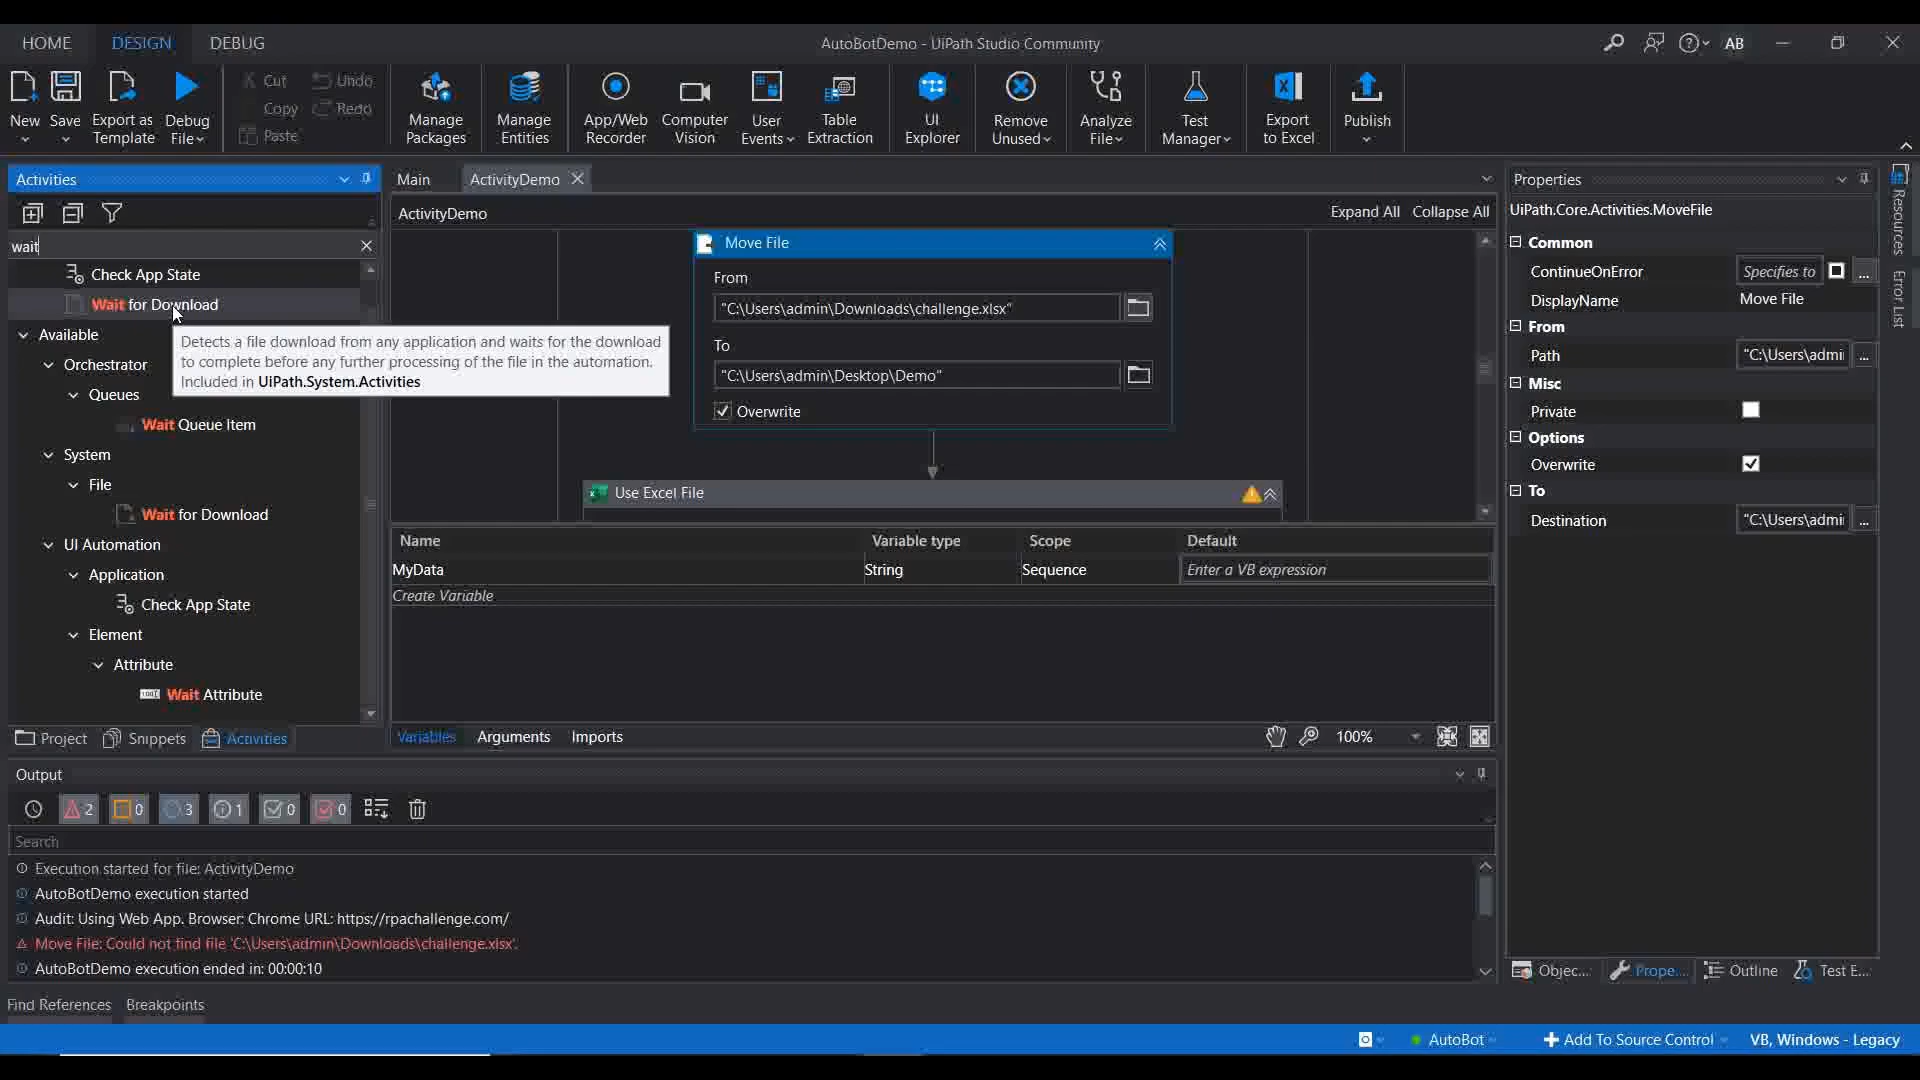 HOME
DESIGN
DEBUG
AutoBotDemo - UiPath Studio Community
AB
New
Save
Export as Template
Debug File
Cut
Copy
Paste
Undo
Redo
Manage Packages
Manage Entities
App/Web Recorder
Computer Vision
User Events
Table Extraction
UI Explorer
Remove Unused
Analyze File
Test Manager
Export to Excel
Publish
Activities
wait
Check App State
Wait for Download
Available
Orchestrator
Queues
Wait Queue Item
System
File
Wait for Download
UI Automation
Application
Check App State
Element
Attribute
Wait Attribute
Detects a file download from any application and waits for the download
to complete before any further processing of the file in the automation.
Included in UiPath.System.Activities
Project
Snippets
Activities
Main
ActivityDemo
ActivityDemo
Expand All
Collapse All
Move File
From
"C:\Users\admin\Downloads\challenge.xlsx"
To
"C:\Users\admin\Desktop\Demo"
Overwrite
Use Excel File
Name
Variable type
Scope
Default
MyData
String
Sequence
Enter a VB expression
Create Variable
Variables
Arguments
Imports
100%
Properties
UiPath.Core.Activities.MoveFile
Common
ContinueOnError
Specifies to
...
DisplayName
Move File
From
Path
"C:\Users\admi
...
Misc
Private
Options
Overwrite
To
Destination
"C:\Users\admi
...
Resources
Error List
Objec...
Prope...
Outline
Test E...
Output
2
0
3
1
0
0
Search
Execution started for file: ActivityDemo
AutoBotDemo execution started
Audit: Using Web App. Browser: Chrome URL: https://rpachallenge.com/
Move File: Could not find file 'C:\Users\admin\Downloads\challenge.xlsx'.
AutoBotDemo execution ended in: 00:00:10
Find References
Breakpoints
AutoBot
Add To Source Control
VB, Windows - Legacy